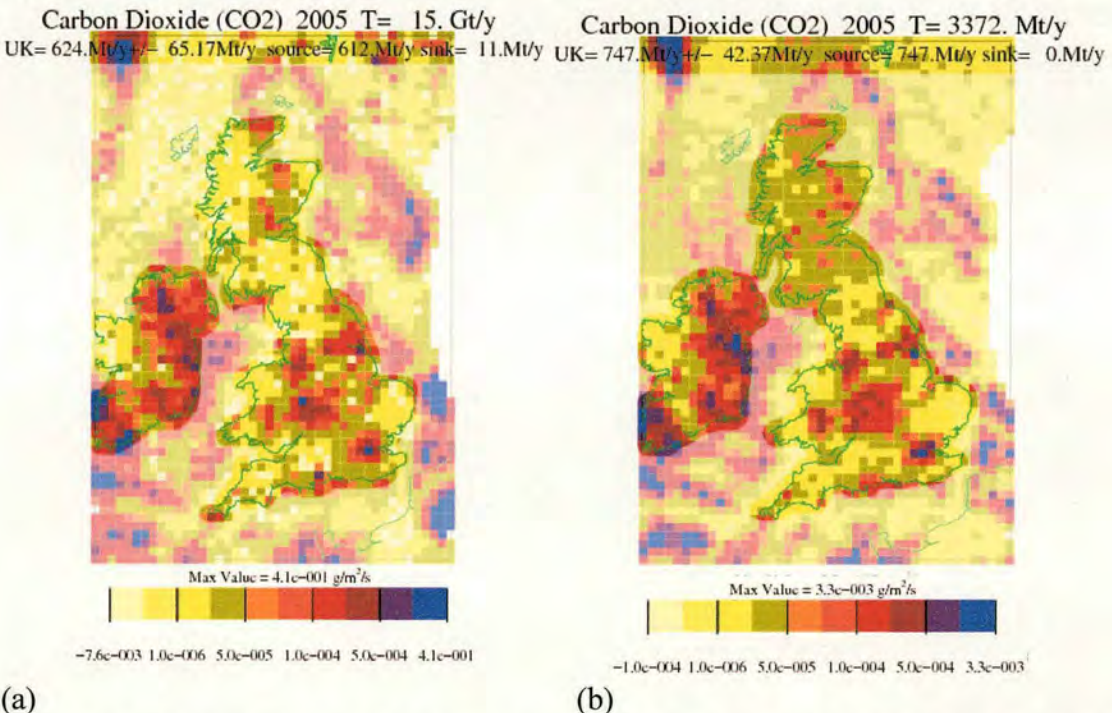 Carbon Dioxide (CO2) 2005 T= 15. Gt/y
UK= 624.Mt/y+/- 65.17Mt/y source= 612.Mt/y sink= 11.Mt/y
Max Value = 4.1e-001 g/m²/s
-7.6e-003 1.0e-006 5.0e-005 1.0e-004 5.0e-004 4.1e-001
(a)
Carbon Dioxide (CO2) 2005 T= 3372. Mt/y
UK= 747.Mt/y+/- 42.37Mt/y source= 747.Mt/y sink= 0.Mt/y
Max Value = 3.3e-003 g/m²/s
-1.0e-004 1.0e-006 5.0e-005 1.0e-004 5.0e-004 3.3e-003
(b)